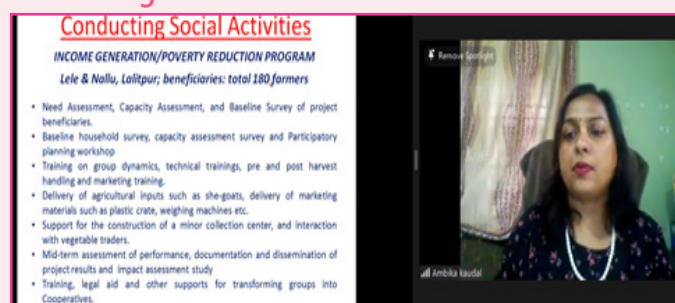 Conducting Social Activities
INCOME GENERATION/POVERTY REDUCTION PROGRAM
Lele & Nallu, Lalitpur; beneficiaries: total 180 farmers
• Need Assessment, Capacity Assessment, and Baseline Survey of project
beneficiaries.
• Baseline household survey, capacity assessment survey and Participatory
planning workshop
• Training on group dynamics, technical trainings, pre and post harvest
handling and marketing training.
• Delivery of agricultural inputs such as she-goats, delivery of marketing
materials such as plastic crate, weighing machines etc.
• Support for the construction of a minor collection center, and interaction
with vegetable traders.
• Mid-term assessment of performance, documentation and dissemination of
project results and impact assessment study
• Training, legal aid and other supports for transforming groups into
Cooperatives.
Remove Spotlight
Ambika kaudal